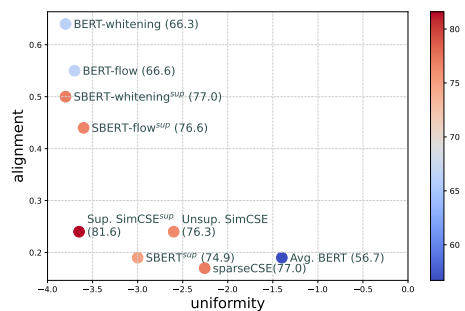 BERT-whitening (66.3)
BERT-flow (66.6)
SBERT-whitening^sup (77.0)
SBERT-flow^sup (76.6)
Sup. SimCSE^sup
(81.6)
Unsup. SimCSE
(76.3)
SBERT^sup (74.9)
Avg. BERT (56.7)
sparseCSE(77.0)
alignment
0.6
0.5
0.4
0.3
0.2
−4.0 −3.5 −3.0 −2.5 −2.0 −1.5 −1.0 −0.5 0.0
uniformity
80
75
70
65
60